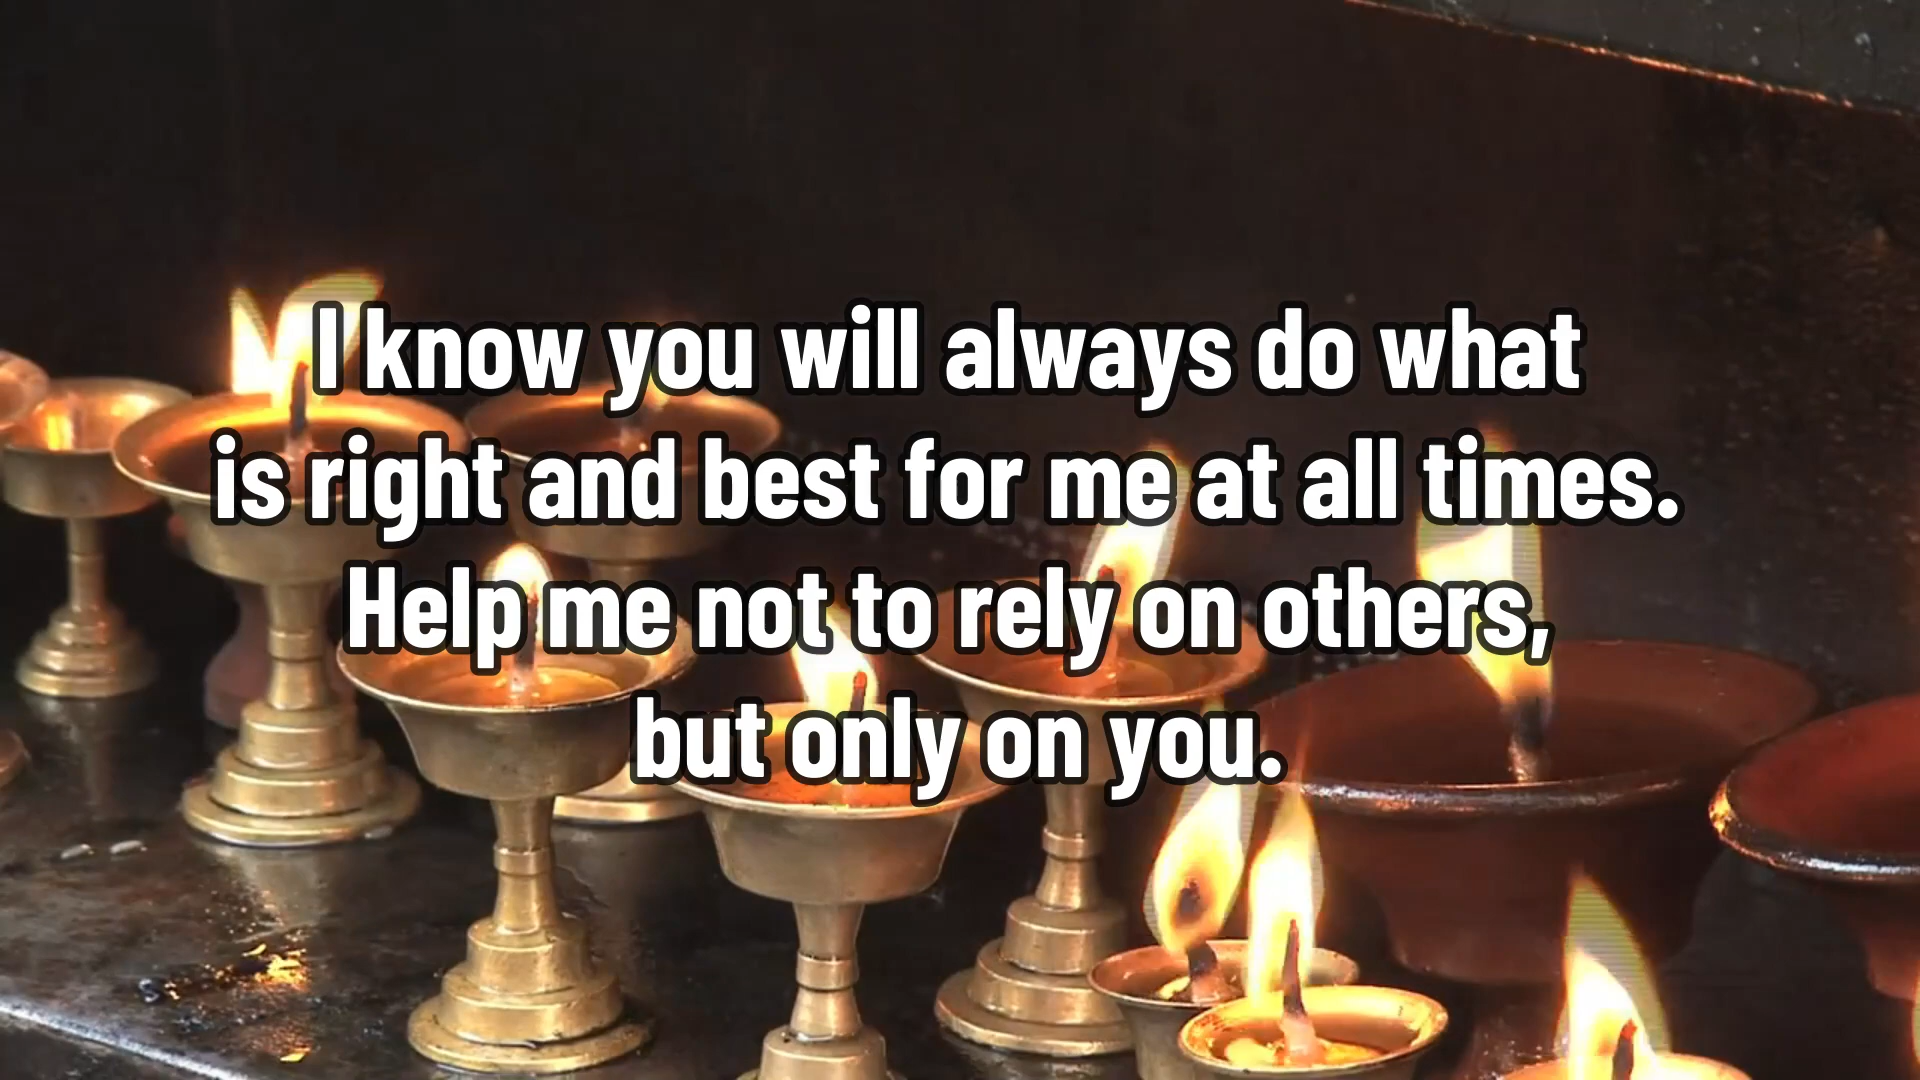 I know you will always do what
is right and best for me at all times.
Help me not to rely on others,
but only on you.